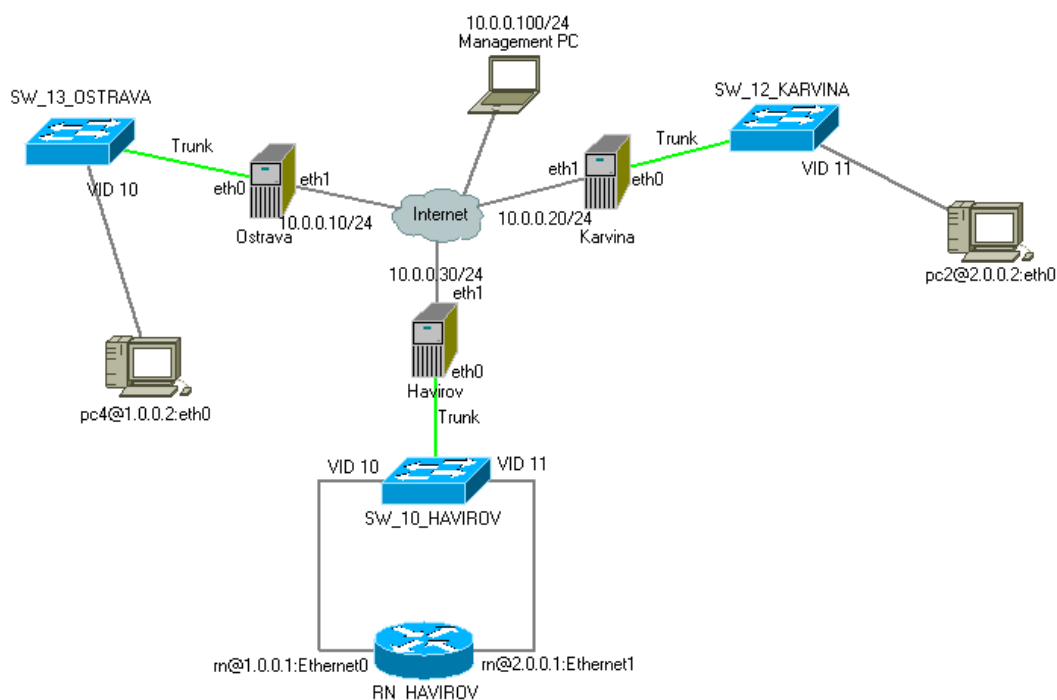 10.0.0.100/24
Management PC
SW_13_OSTRAVA
SW_12_KARVINA
Trunk
Trunk
VID 10
eth0
eth1
eth1
eth0
VID 11
Internet
10.0.0.10/24
10.0.0.20/24
Ostrava
Karvina
10.0.0.30/24
eth1
pc2@2.0.0.2:eth0
eth0
Havirov
pc4@1.0.0.2:eth0
Trunk
VID 10
VID 11
SW_10_HAVIROV
rn@1.0.0.1:Ethernet0
rn@2.0.0.1:Ethernet1
RN_HAVIROV